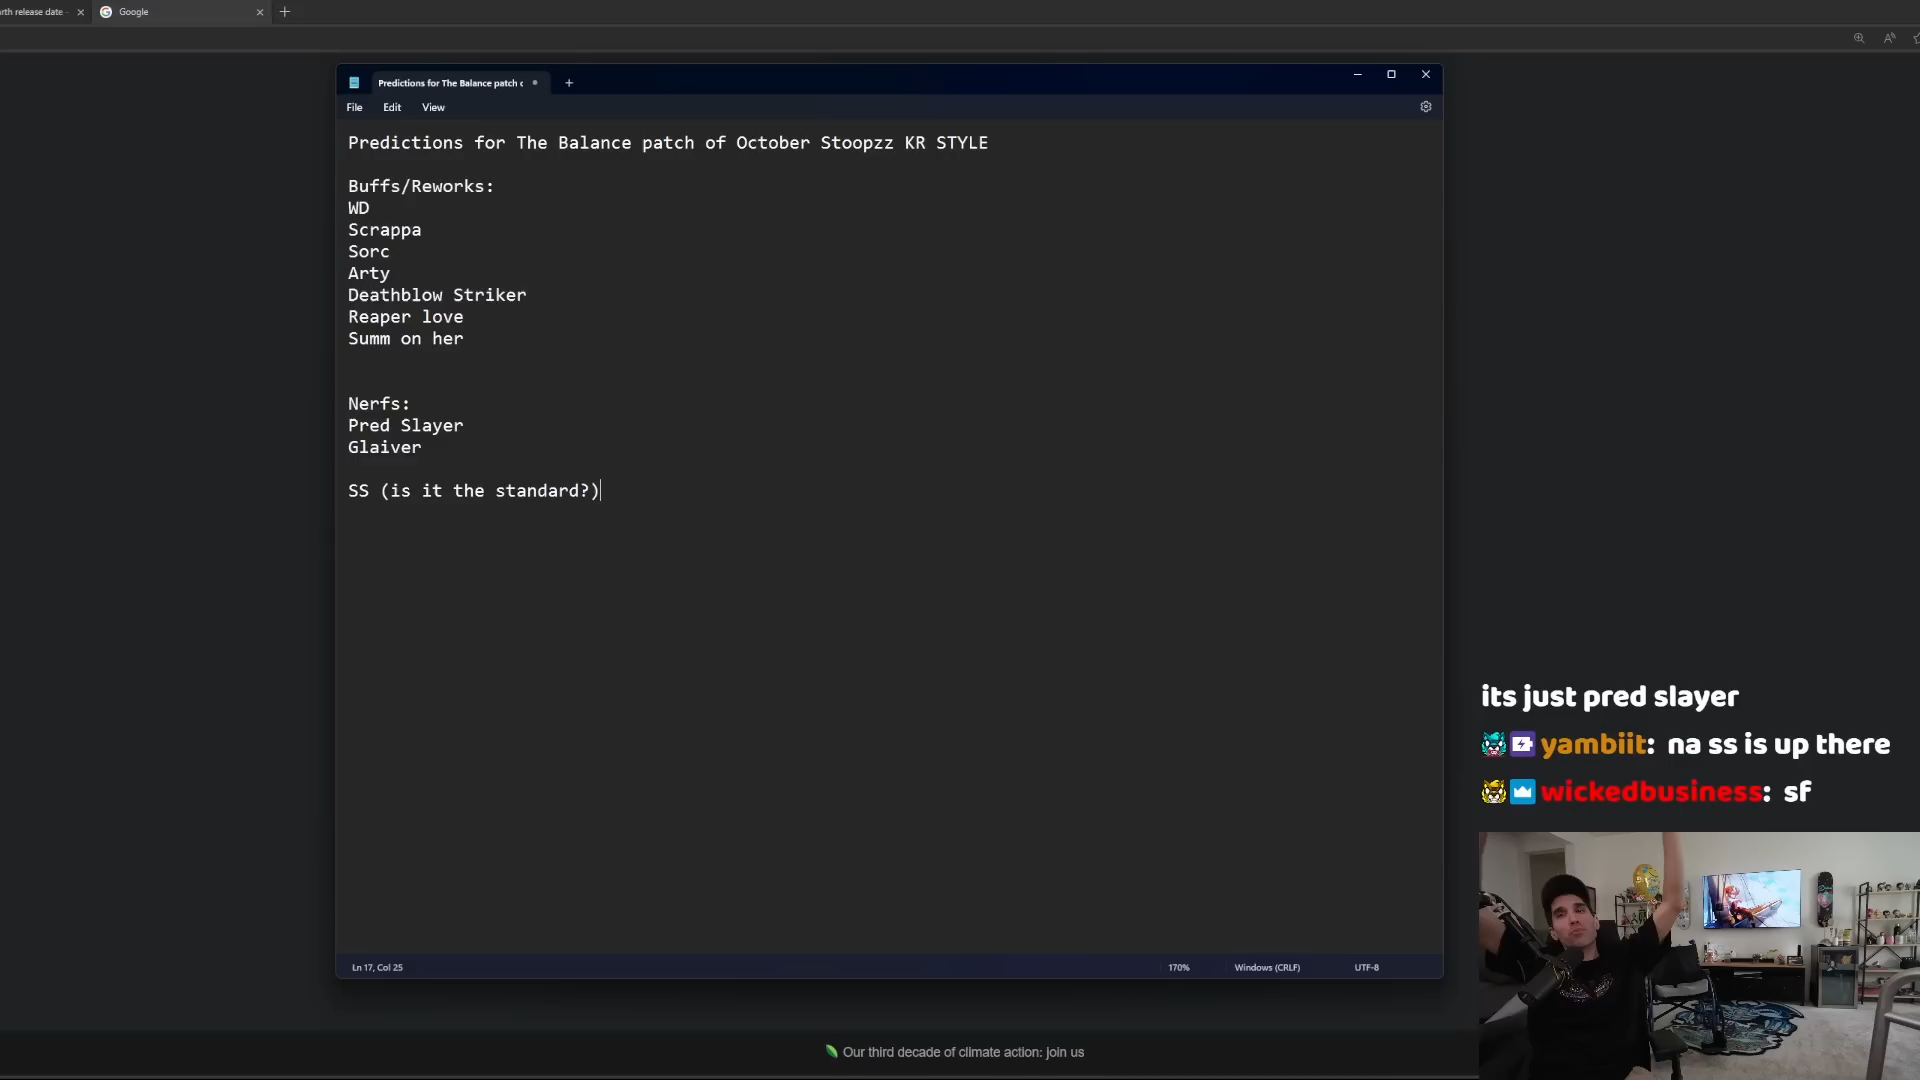 rth release date
Google
Predictions for The Balance patch c
File Edit View
Predictions for The Balance patch of October Stoopzz KR STYLE
Buffs/Reworks:
WD
Scrappa
Sorc
Arty
Deathblow Striker
Reaper love
Summ on her
Nerfs:
Pred Slayer
Glaiver
SS (is it the standard?)
its just pred slayer
yambiit: na ss is up there
wickedbusiness: sf
Ln 17, Col 25
170%
Windows (CRLF)
UTF-8
Our third decade of climate action: join us